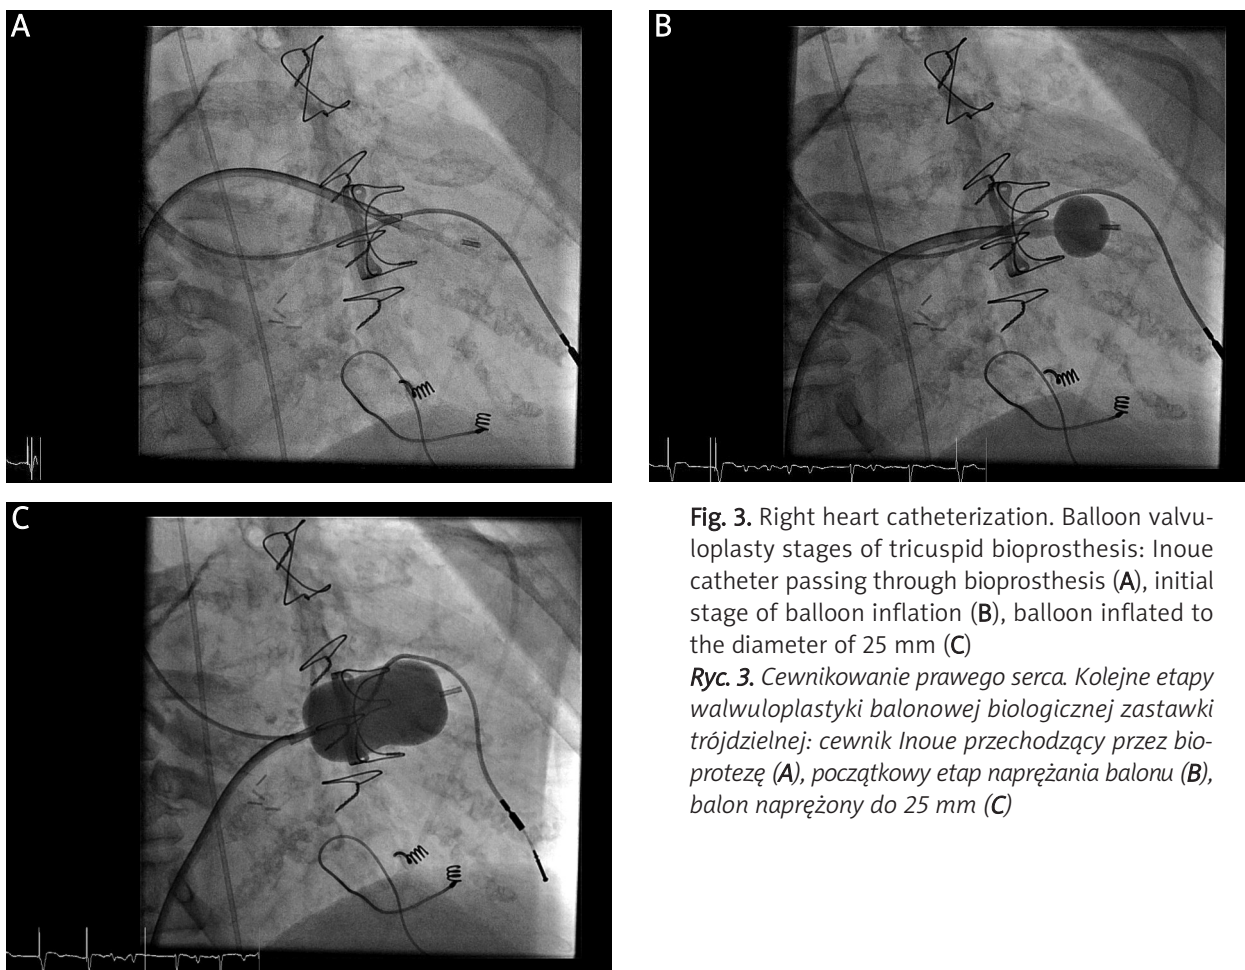 A
B
C
Fig. 3. Right heart catheterization. Balloon valvu-
loplasty stages of tricuspid bioprosthesis: Inoue
catheter passing through bioprosthesis (A), initial
stage of balloon inflation (B), balloon inflated to
the diameter of 25 mm (C)
Ryc. 3. Cewnikowanie prawego serca. Kolejne etapy
walwuloplastyki balonowej biologicznej zastawki
trójdzielnej: cewnik Inoue przechodzący przez bio-
protezę (A), początkowy etap naprężania balonu (B),
balon naprężony do 25 mm (C)